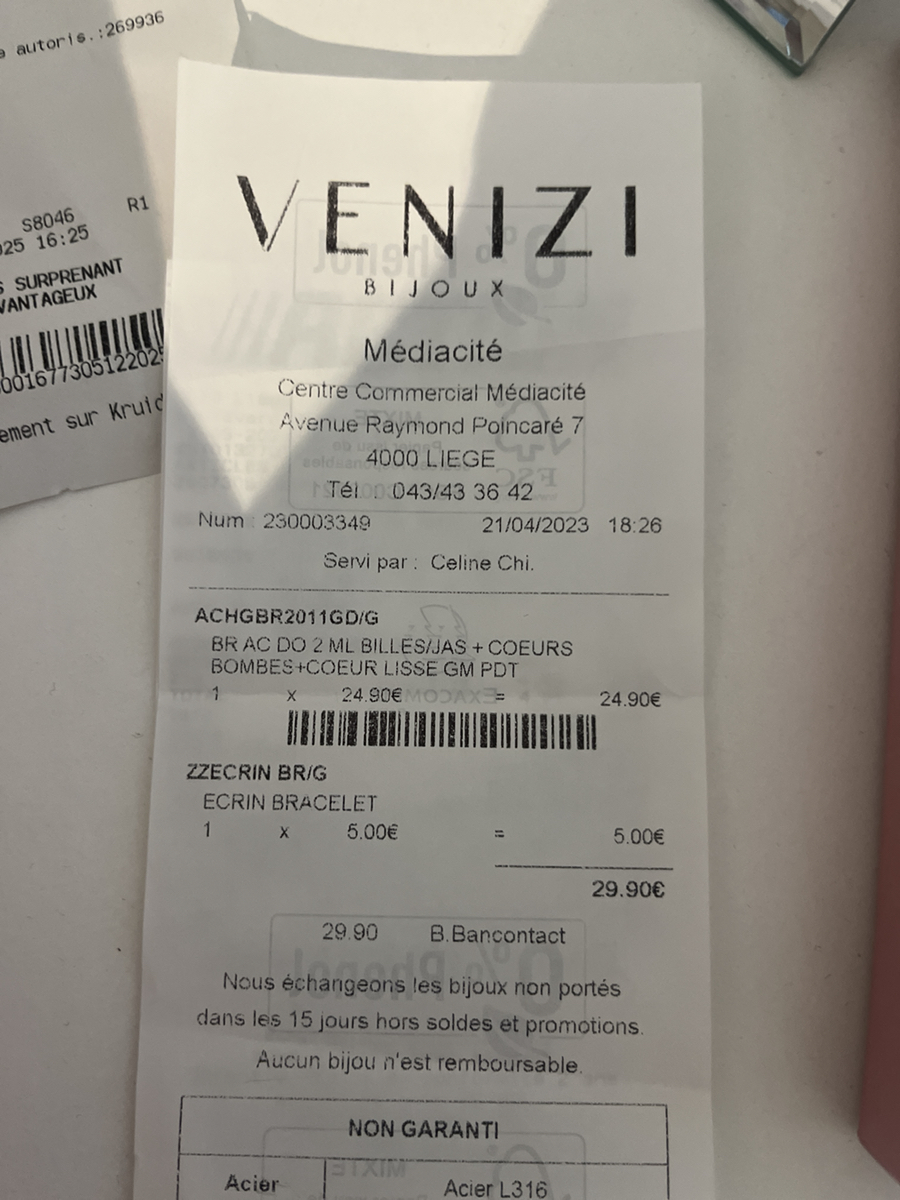 autoris.:269936
S8046 R1
025 16:25
S SURPRENANT
VANTAGEUX
00167730512202
ement sur Kruid
VENIZI
BIJOUX
Médiacité
Centre Commercial Médiacité
Avenue Raymond Poincaré 7
4000 LIEGE
Tél : 043/43 36 42
Num : 230003349 21/04/2023 18:26
Servi par : Celine Chi.
ACHGBR2011GD/G
BR AC DO 2 ML BILLES/JAS + COEURS
BOMBES+COEUR LISSE GM PDT
1 x 24.90€ = 24.90€
ZZECRIN BR/G
ECRIN BRACELET
1 x 5.00€ = 5.00€
29.90€
29.90 B.Bancontact
Nous échangeons les bijoux non portés
dans les 15 jours hors soldes et promotions.
Aucun bijou n'est remboursable.
NON GARANTI
Acier Acier L316